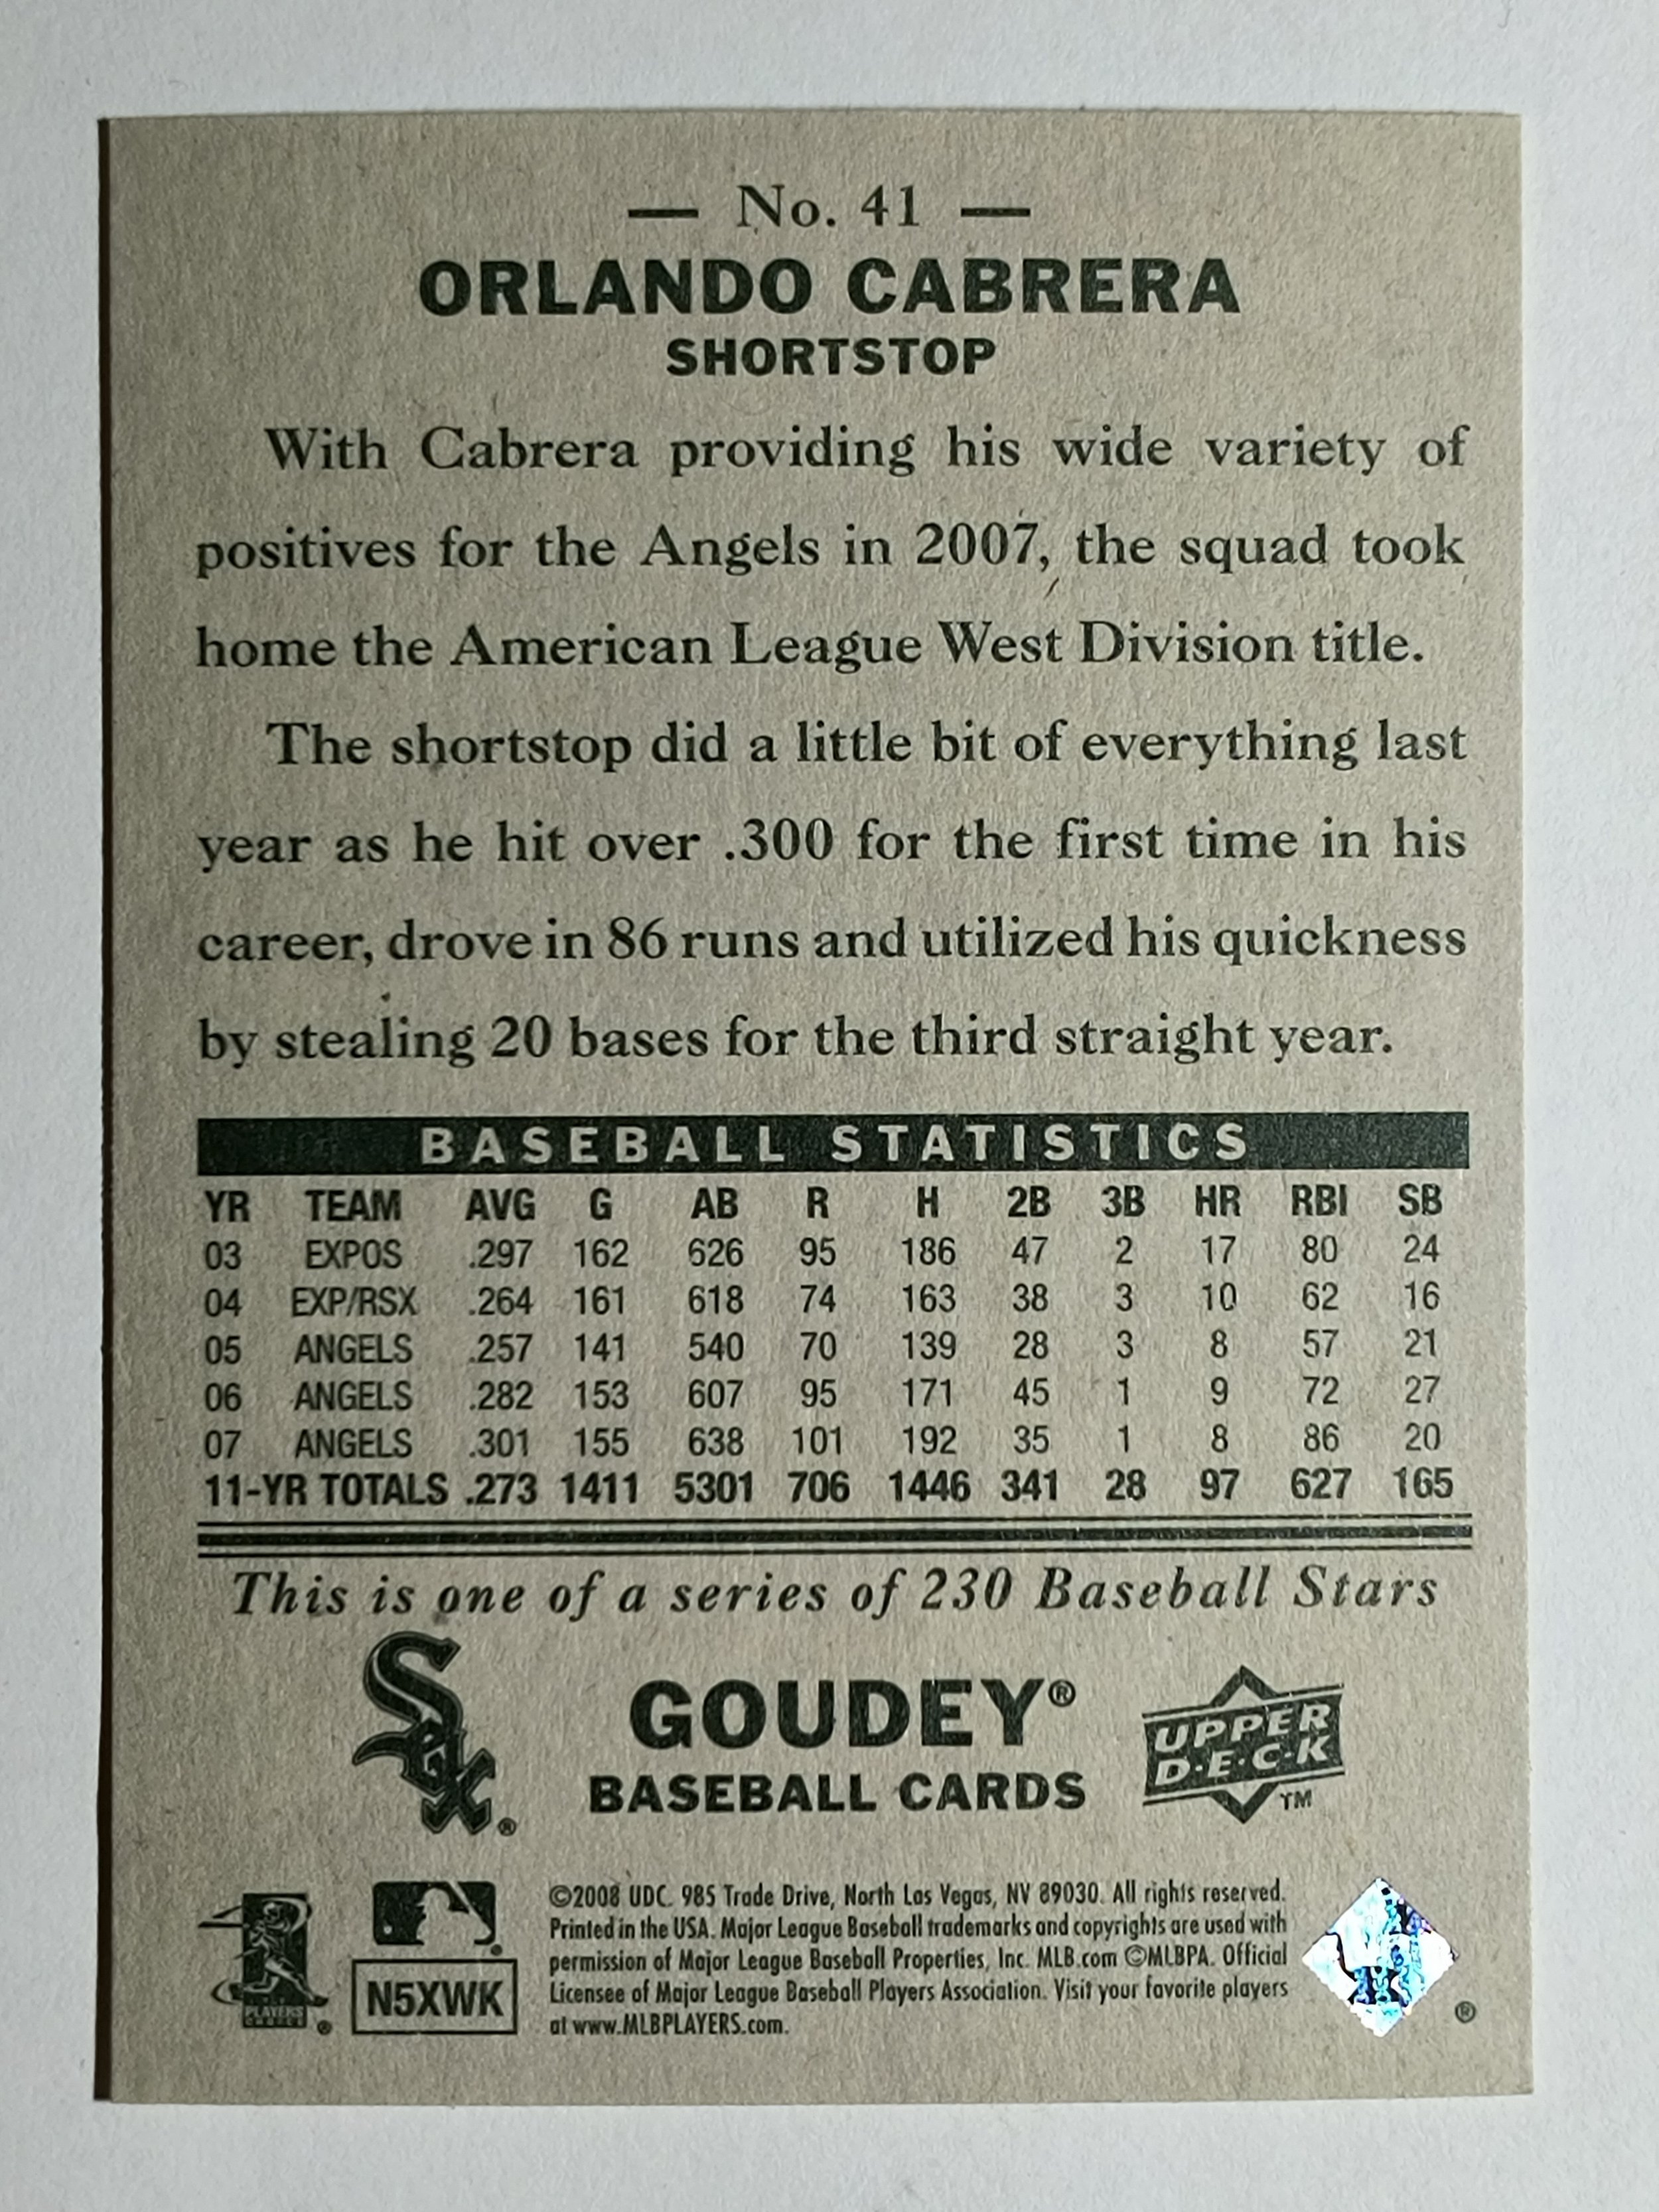 — No. 41 —
ORLANDO CABRERA
SHORTSTOP
With Cabrera providing his wide variety of
positives for the Angels in 2007, the squad took
home the American League West Division title.
The shortstop did a little bit of everything last
year as he hit over .300 for the first time in his
career, drove in 86 runs and utilized his quickness
by stealing 20 bases for the third straight year.
BASEBALL STATISTICS
YR TEAM AVG G AB R H 2B 3B HR RBI SB
03 EXPOS .297 162 626 95 186 47 2 17 80 24
04 EXP/RSX .264 161 618 74 163 38 3 10 62 16
05 ANGELS .257 141 540 70 139 28 3 8 57 21
06 ANGELS .282 153 607 95 171 45 1 9 72 27
07 ANGELS .301 155 638 101 192 35 1 8 86 20
11-YR TOTALS .273 1411 5301 706 1446 341 28 97 627 165
This is one of a series of 230 Baseball Stars
Sox®
GOUDEY®
BASEBALL CARDS
UPPER
D·E·C·K
™
PLAYERS
CHOICE
®
N5XWK
©2008 UDC. 985 Trade Drive, North Las Vegas, NV 89030. All rights reserved.
Printed in the USA. Major League Baseball trademarks and copyrights are used with
permission of Major League Baseball Properties, Inc. MLB.com ©MLBPA. Official
Licensee of Major League Baseball Players Association. Visit your favorite players
at www.MLBPLAYERS.com.
®